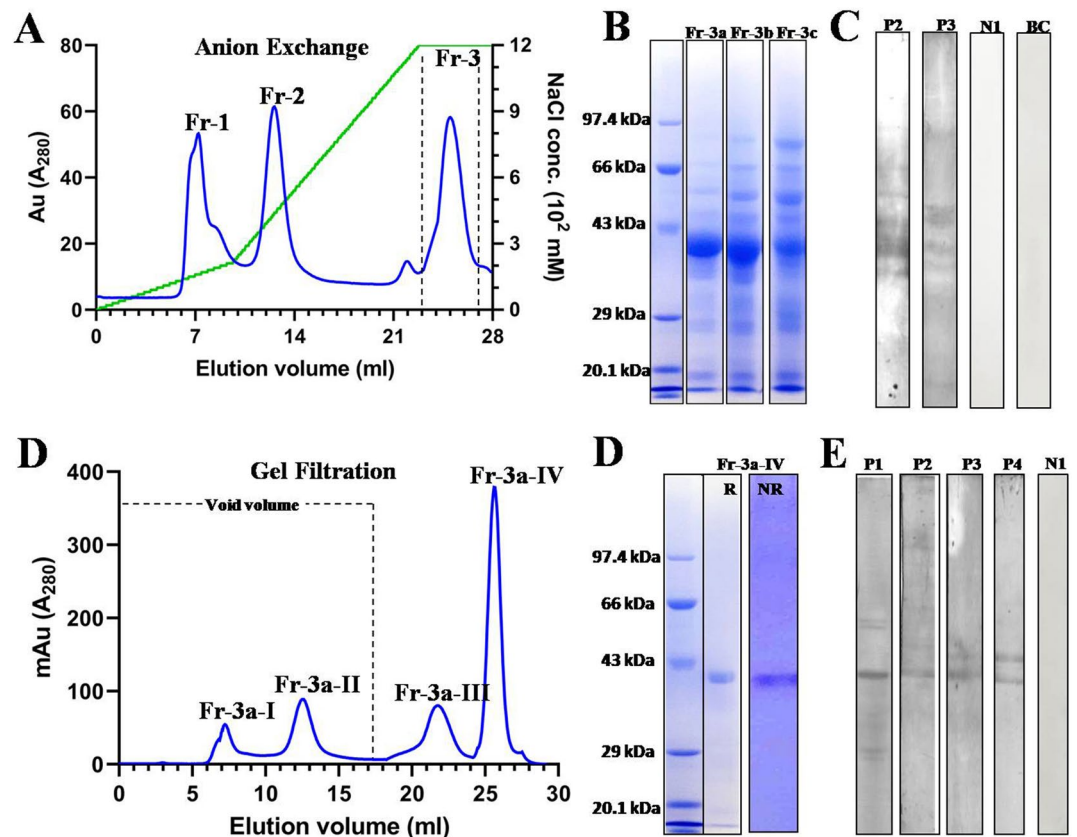 A
Anion Exchange
Au (A280)
80
60
40
20
0
Fr-1
Fr-2
Fr-3
12
9
6
3
0
NaCl conc. (10² mM)
0 7 14 21 28
Elution volume (ml)
B
Fr-3a Fr-3b Fr-3c
97.4 kDa
66 kDa
43 kDa
29 kDa
20.1 kDa
C
P2 P3 N1 BC
D
Gel Filtration
Void volume
mAu (A280)
400
300
200
100
0
Fr-3a-I
Fr-3a-II
Fr-3a-III
Fr-3a-IV
0 5 10 15 20 25 30
Elution volume (ml)
D
Fr-3a-IV
R NR
97.4 kDa
66 kDa
43 kDa
29 kDa
20.1 kDa
E
P1 P2 P3 P4 N1